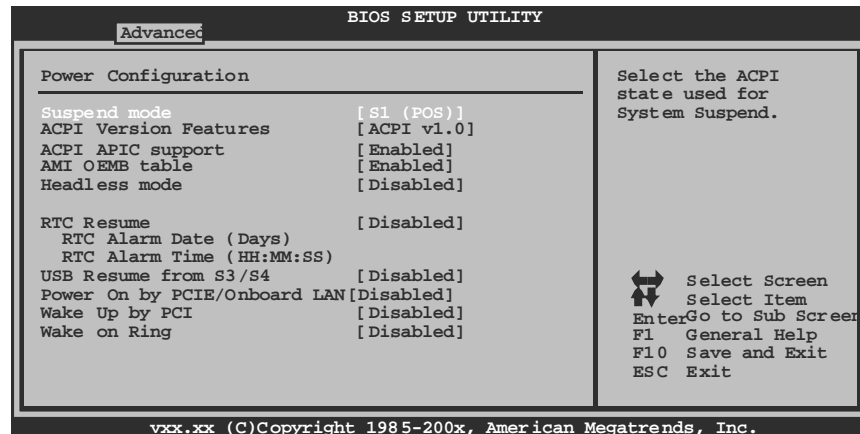 BIOS SETUP UTILITY
Advanced
Power Configuration
Suspend mode [S1 (POS)]
ACPI Version Features [ACPI v1.0]
ACPI APIC support [Enabled]
AMI OEMB table [Enabled]
Headless mode [Disabled]
RTC Resume [Disabled]
RTC Alarm Date (Days)
RTC Alarm Time (HH:MM:SS)
USB Resume from S3/S4 [Disabled]
Power On by PCIE/Onboard LAN[Disabled]
Wake Up by PCI [Disabled]
Wake on Ring [Disabled]
Select the ACPI
state used for
System Suspend.
Select Screen
Select Item
Enter Go to Sub Screen
F1 General Help
F10 Save and Exit
ESC Exit
vxx.xx (C)Copyright 1985-200x, American Megatrends, Inc.